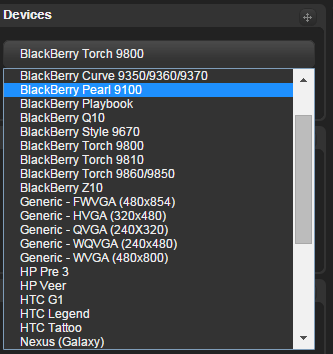 Devices
BlackBerry Torch 9800
BlackBerry Curve 9350/9360/9370
BlackBerry Pearl 9100
BlackBerry Playbook
BlackBerry Q10
BlackBerry Style 9670
BlackBerry Torch 9800
BlackBerry Torch 9810
BlackBerry Torch 9860/9850
BlackBerry Z10
Generic - FWVGA (480x854)
Generic - HVGA (320x480)
Generic - QVGA (240X320)
Generic - WQVGA (240x480)
Generic - WVGA (480x800)
HP Pre 3
HP Veer
HTC G1
HTC Legend
HTC Tattoo
Nexus (Galaxy)